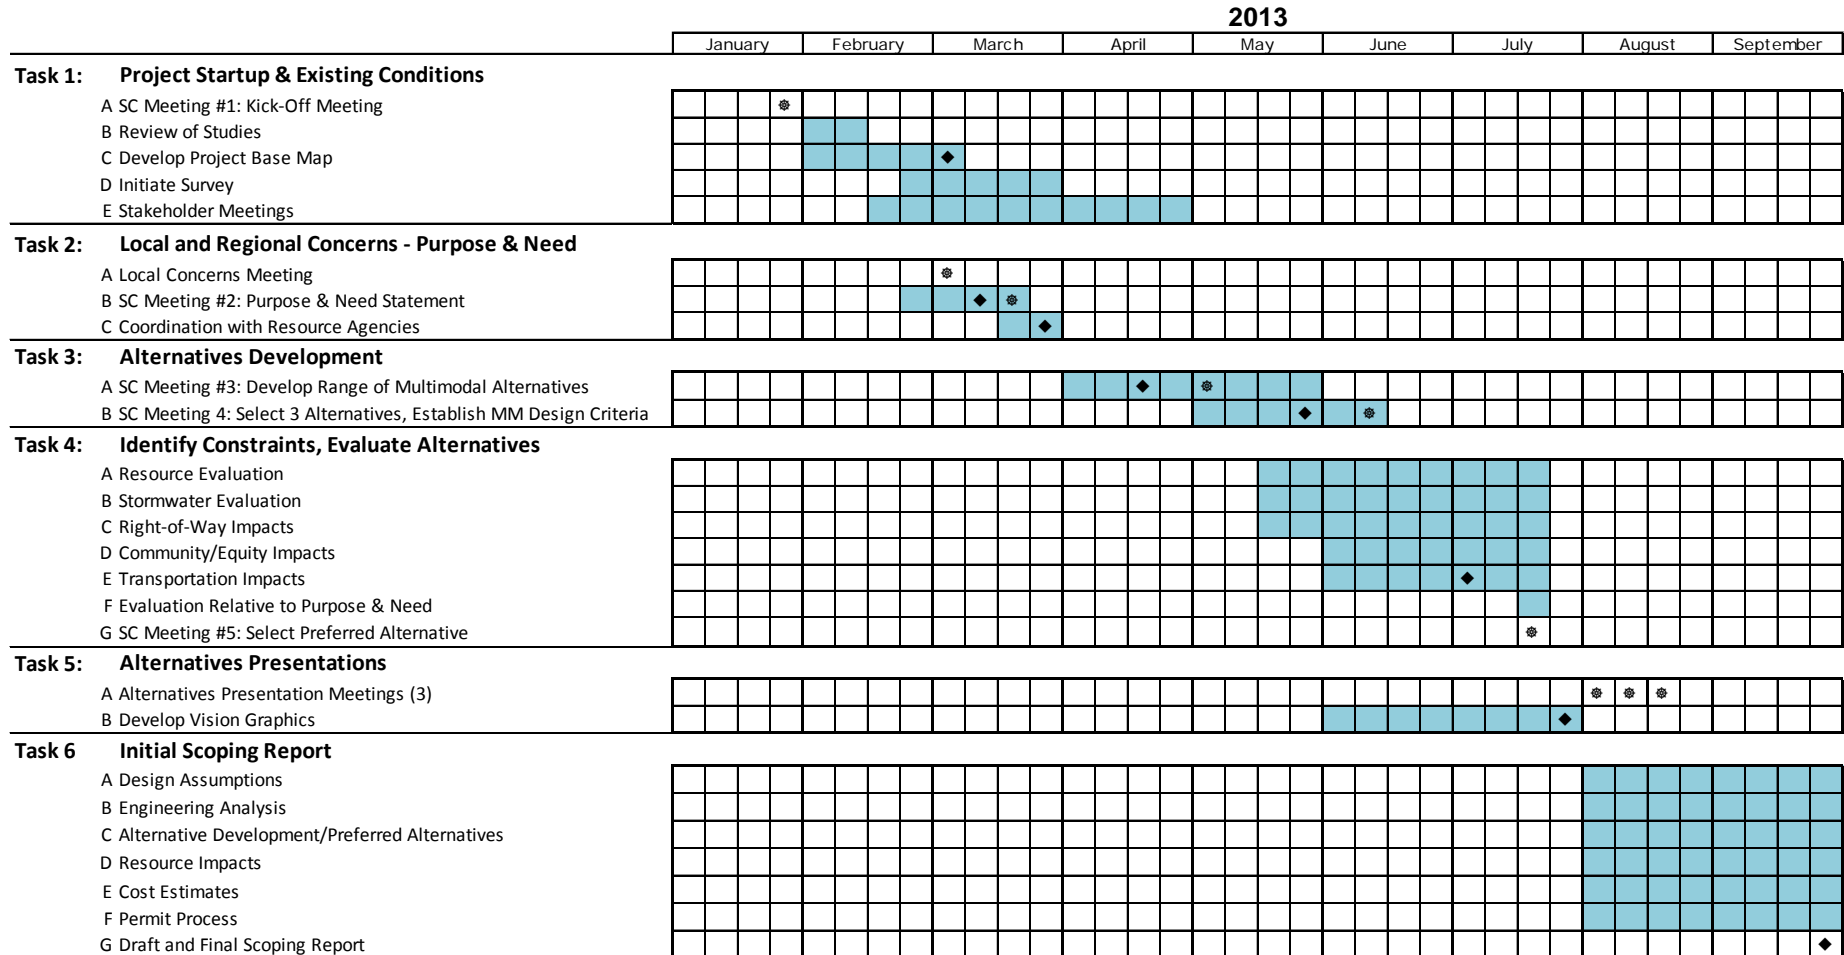 2013
January February March April May June July August September
Task 1: Project Startup & Existing Conditions
A SC Meeting #1: Kick-Off Meeting
B Review of Studies
C Develop Project Base Map
D Initiate Survey
E Stakeholder Meetings
Task 2: Local and Regional Concerns - Purpose & Need
A Local Concerns Meeting
B SC Meeting #2: Purpose & Need Statement
C Coordination with Resource Agencies
Task 3: Alternatives Development
A SC Meeting #3: Develop Range of Multimodal Alternatives
B SC Meeting 4: Select 3 Alternatives, Establish MM Design Criteria
Task 4: Identify Constraints, Evaluate Alternatives
A Resource Evaluation
B Stormwater Evaluation
C Right-of-Way Impacts
D Community/Equity Impacts
E Transportation Impacts
F Evaluation Relative to Purpose & Need
G SC Meeting #5: Select Preferred Alternative
Task 5: Alternatives Presentations
A Alternatives Presentation Meetings (3)
B Develop Vision Graphics
Task 6 Initial Scoping Report
A Design Assumptions
B Engineering Analysis
C Alternative Development/Preferred Alternatives
D Resource Impacts
E Cost Estimates
F Permit Process
G Draft and Final Scoping Report